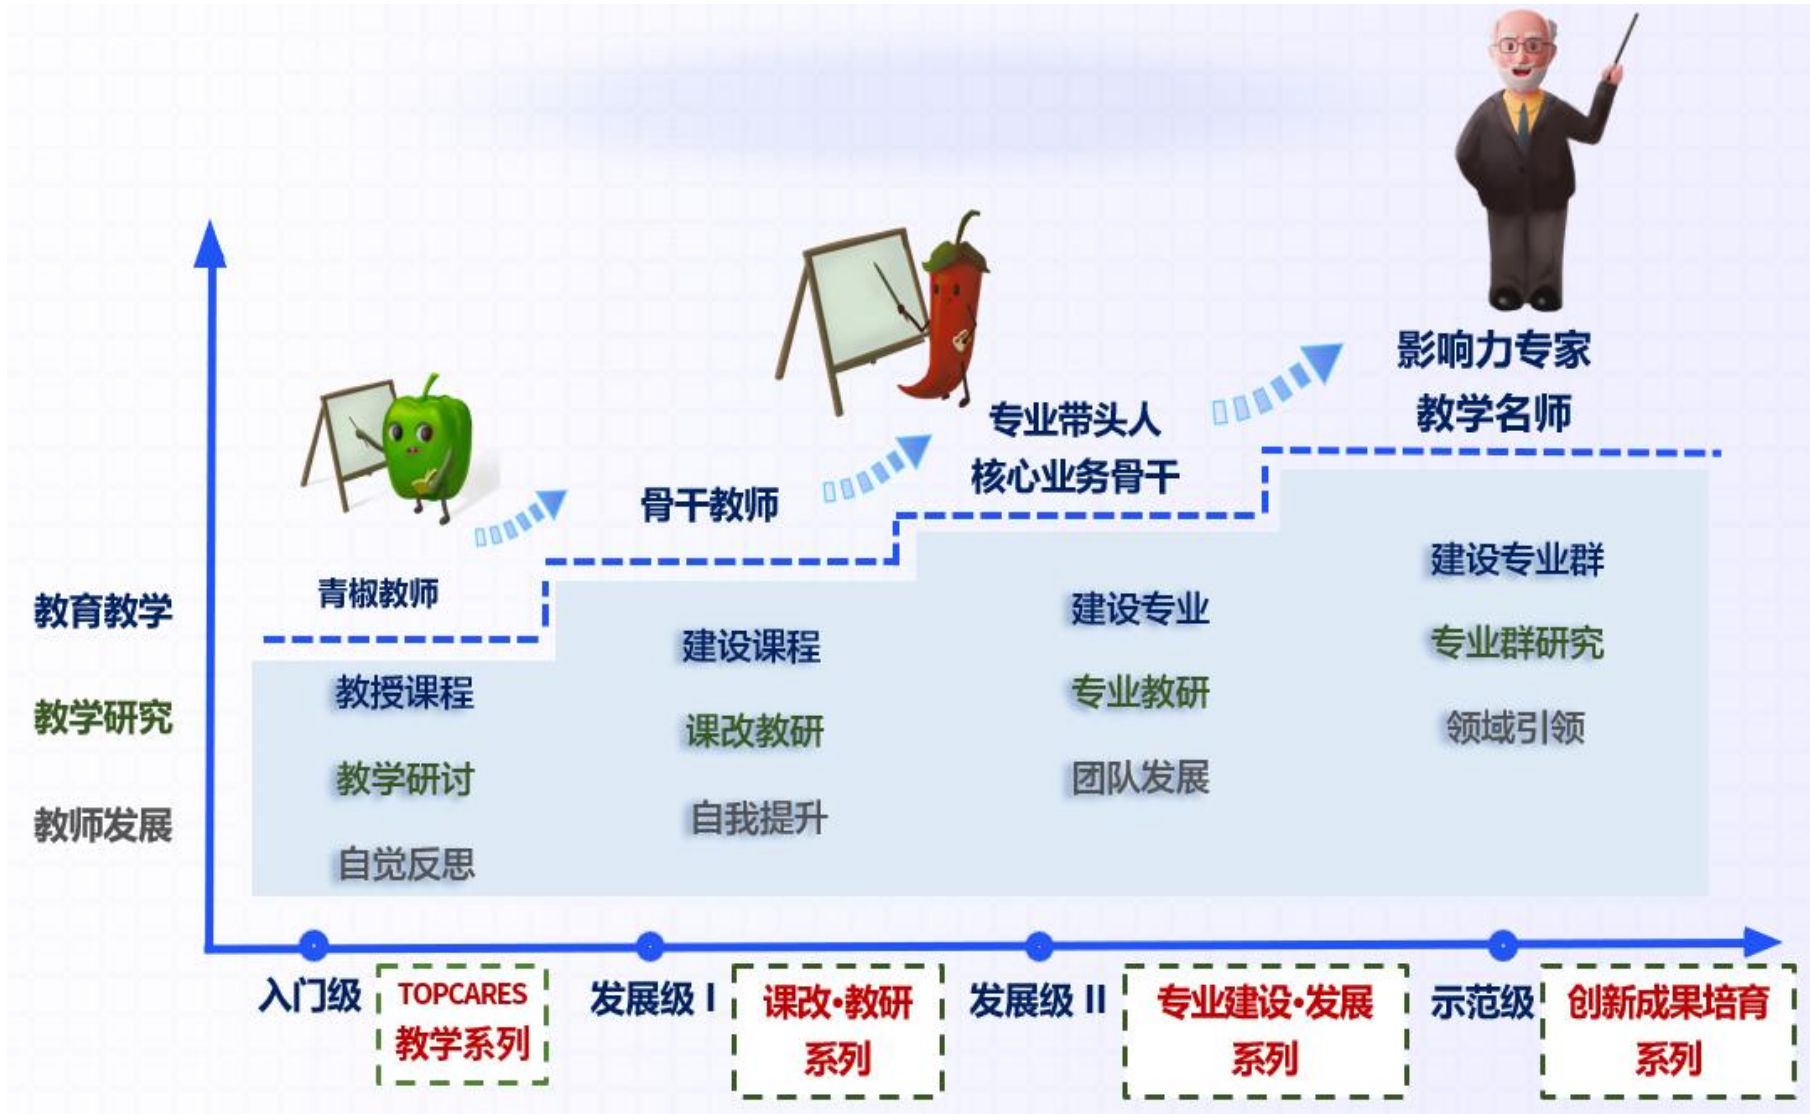 影响力专家
教学名师
专业带头人
核心业务骨干
骨干教师
青椒教师
教育教学
教学研究
教师发展
教授课程
教学研讨
自觉反思
建设课程
课改教研
自我提升
建设专业
专业教研
团队发展
建设专业群
专业群研究
领域引领
入门级
TOPCARES
教学系列
发展级 I
课改·教研
系列
发展级 II
专业建设·发展
系列
示范级
创新成果培育
系列